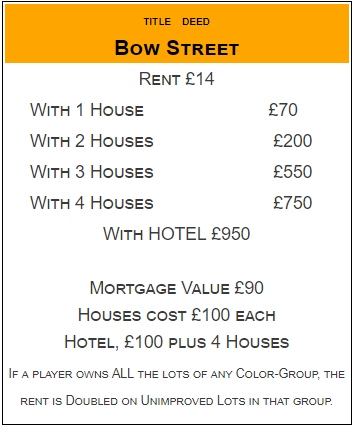 TITLE DEED
BOW STREET
RENT £14
WITH 1 HOUSE £70
WITH 2 HOUSES £200
WITH 3 HOUSES £550
WITH 4 HOUSES £750
WITH HOTEL £950
MORTGAGE VALUE £90
HOUSES COST £100 EACH
HOTEL, £100 PLUS 4 HOUSES
IF A PLAYER OWNS ALL THE LOTS OF ANY COLOR-GROUP, THE
RENT IS DOUBLED ON UNIMPROVED LOTS IN THAT GROUP.